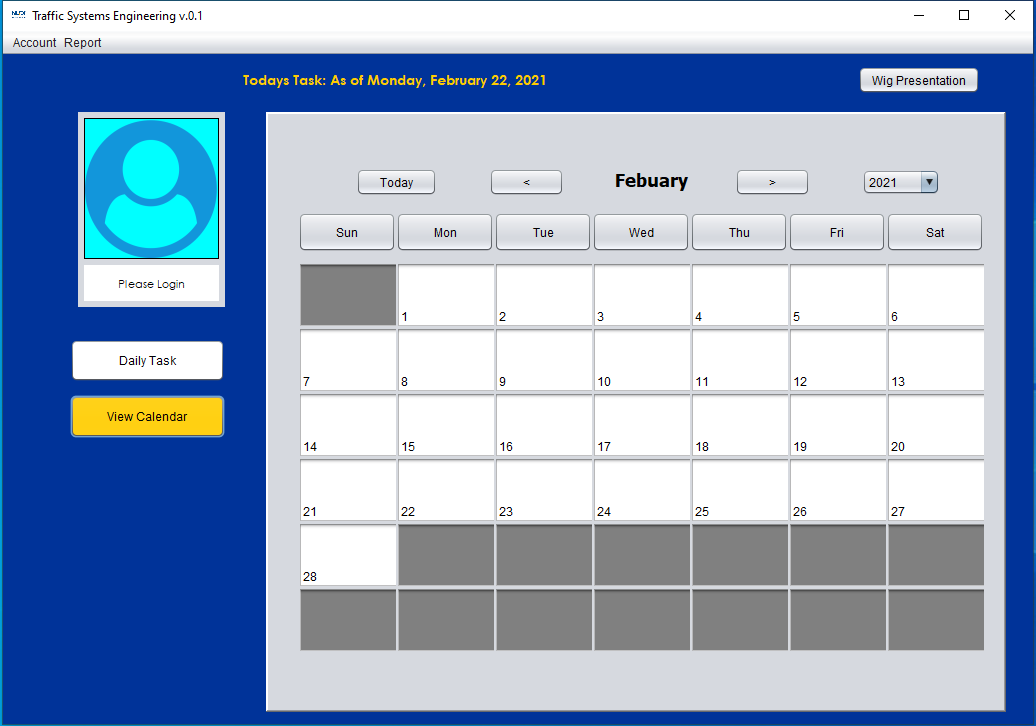 Traffic Systems Engineering v.0.1
Account Report
Todays Task: As of Monday, February 22, 2021
Wig Presentation
Please Login
Daily Task
View Calendar
Today < Febuary > 2021
Sun Mon Tue Wed Thu Fri Sat
1 2 3 4 5 6
7 8 9 10 11 12 13
14 15 16 17 18 19 20
21 22 23 24 25 26 27
28